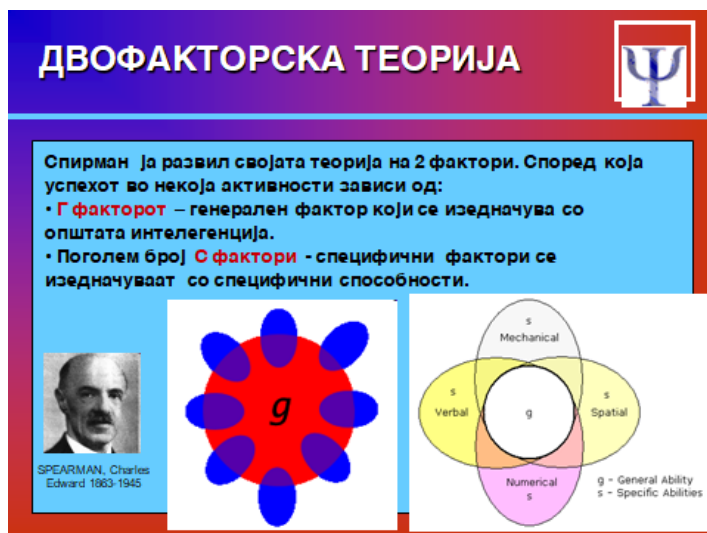 ДВОФАКТОРСКА ТЕОРИЈА
Ψ
Спирман ја развил својата теорија на 2 фактори. Според која
успехот во некоја активности зависи од:
• Г факторот – генерален фактор који се изедначува со
општата интелегенција.
• Поголем број С фактори - специфични фактори се
изедначуваат со специфични способности.
SPEARMAN, Charles
Edward 1863-1945
g
s
Mechanical
s
Verbal
g
s
Spatial
Numerical
s
g - General Ability
s - Specific Abilities